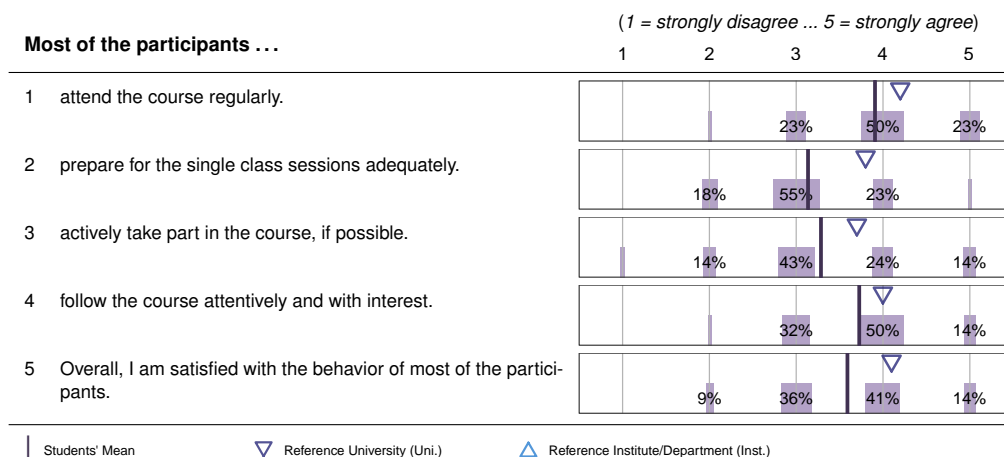 (1 = strongly disagree ... 5 = strongly agree)
Most of the participants ...
1 2 3 4 5
1 attend the course regularly.
23% 50% 23%
2 prepare for the single class sessions adequately.
18% 55% 23%
3 actively take part in the course, if possible.
14% 43% 24% 14%
4 follow the course attentively and with interest.
32% 50% 14%
5 Overall, I am satisfied with the behavior of most of the partici-
pants.
9% 36% 41% 14%
Students' Mean Reference University (Uni.) Reference Institute/Department (Inst.)